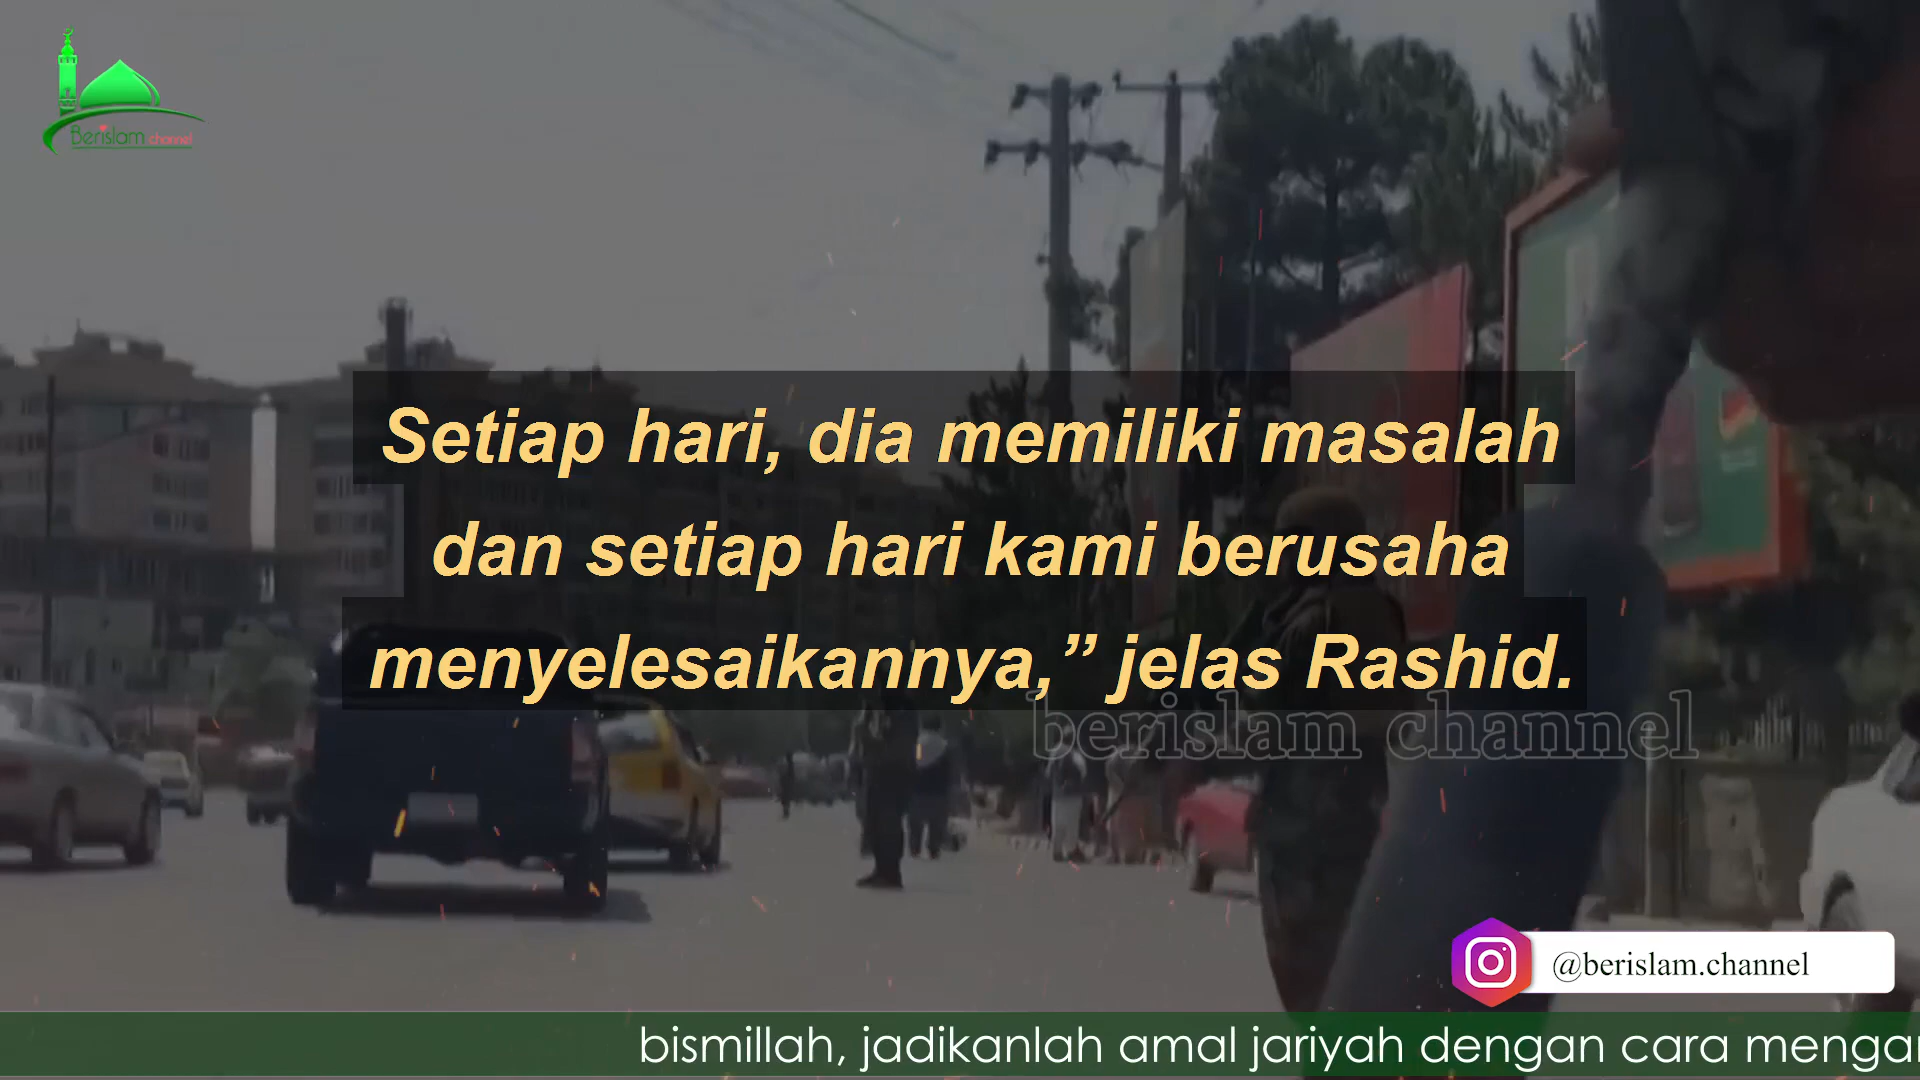 Berislam channel
Setiap hari, dia memiliki masalah
dan setiap hari kami berusaha
menyelesaikannya,” jelas Rashid.
berislam channel
@berislam.channel
bismillah, jadikanlah amal jariyah dengan cara